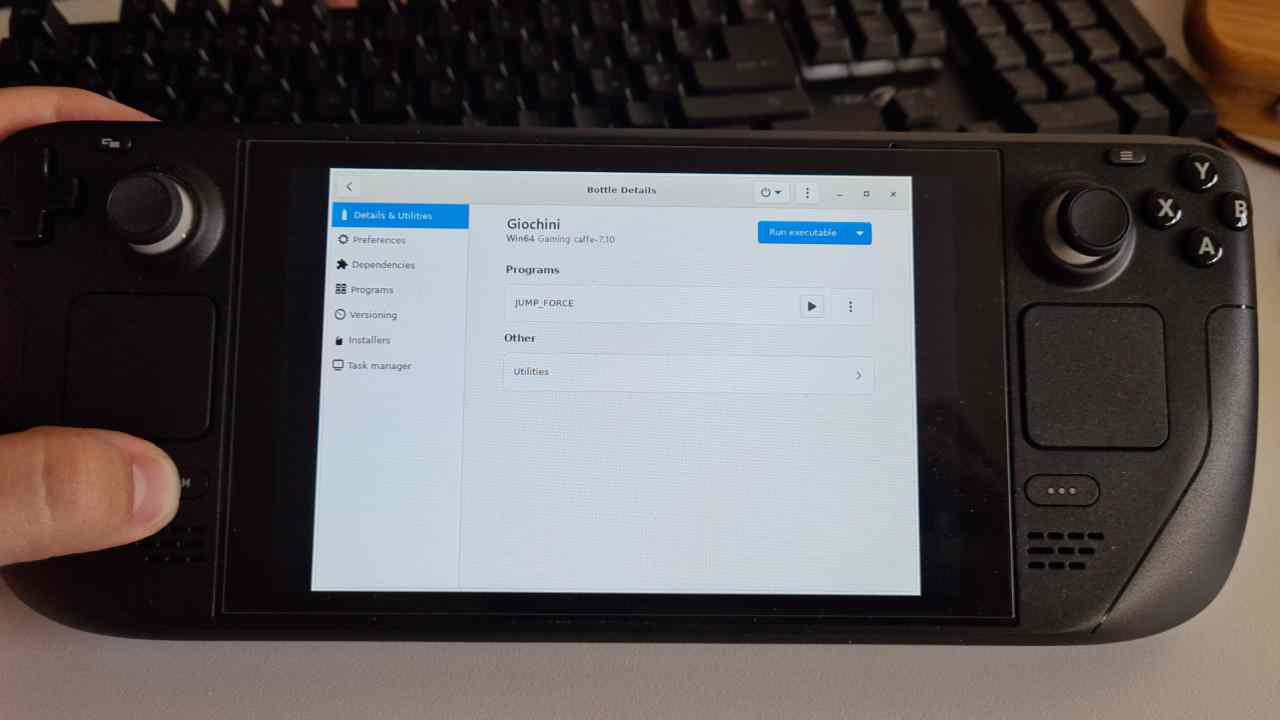 Bottle Details
Details & Utilities
Preferences
Dependencies
Programs
Versioning
Installers
Task manager
Giochini
Win64 Gaming caffe-7.10
Run executable
Programs
JUMP_FORCE
Other
Utilities
Y
X
B
A